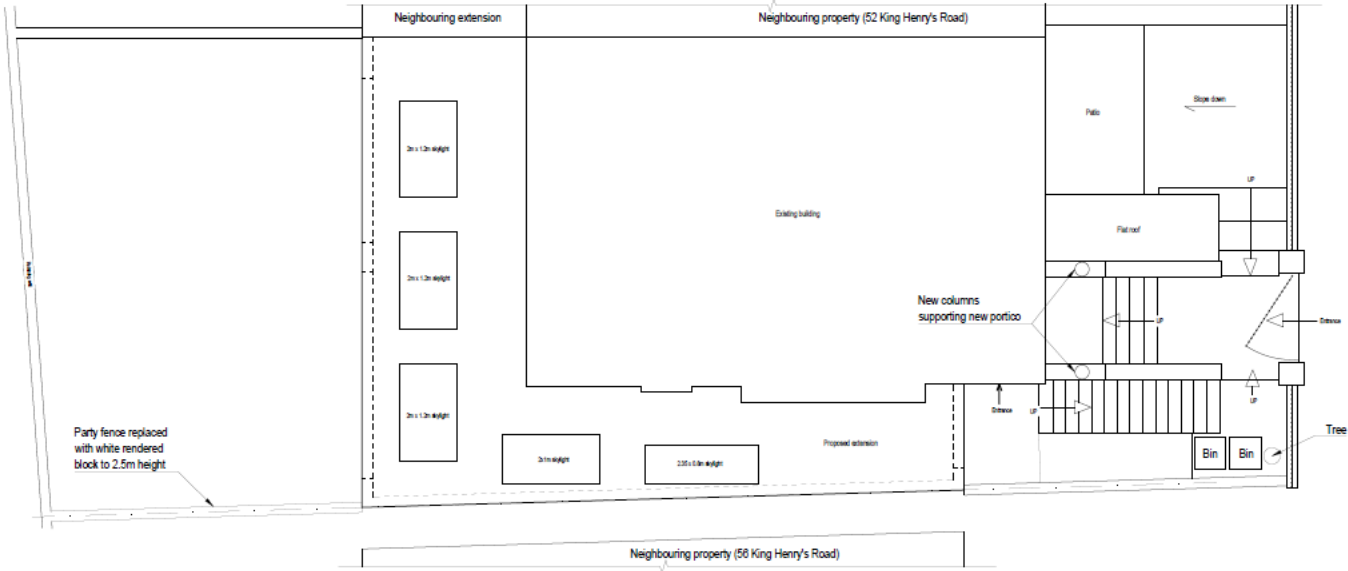 Neighbouring extension
Neighbouring property (52 King Henry's Road)
Slope down
Patio
2m x 1.2m skylight
UP
Existing building
Flat roof
2m x 1.2m skylight
New columns
supporting new portico
UP
Entrance
2m x 1.2m skylight
Entrance
UP
UP
Party fence replaced
with white rendered
block to 2.5m height
Proposed extension
Tree
2x1m skylight
Bin
Bin
Neighbouring property (56 King Henry's Road)